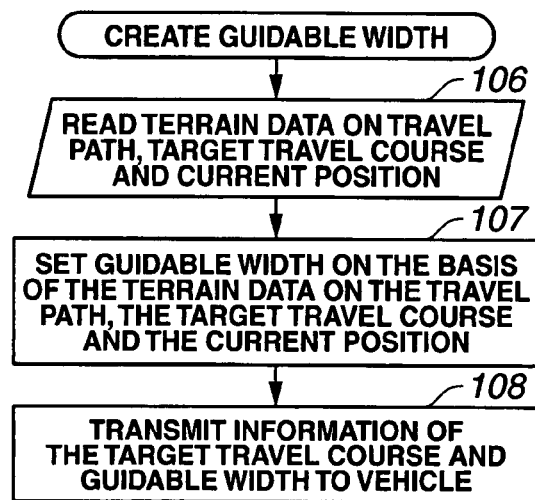 CREATE GUIDABLE WIDTH
106
READ TERRAIN DATA ON TRAVEL
PATH, TARGET TRAVEL COURSE
AND CURRENT POSITION
107
SET GUIDABLE WIDTH ON THE BASIS
OF THE TERRAIN DATA ON THE TRAVEL
PATH, THE TARGET TRAVEL COURSE
AND THE CURRENT POSITION
108
TRANSMIT INFORMATION OF
THE TARGET TRAVEL COURSE AND
GUIDABLE WIDTH TO VEHICLE